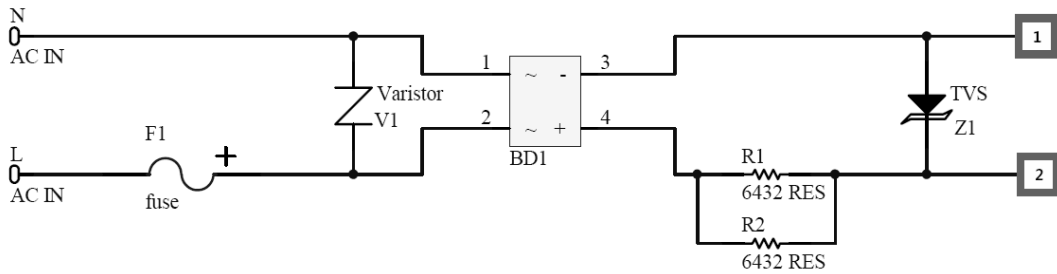 N
AC IN
1
3
1
~ -
Varistor
V1
TVS
Z1
2
4
~ +
BD1
F1
L
+
AC IN
fuse
R1
6432 RES
2
R2
6432 RES